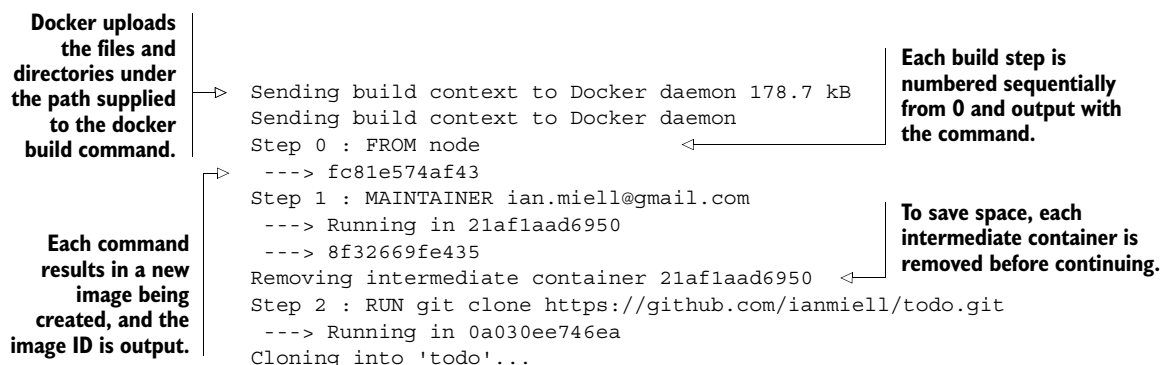 Docker uploads
the files and
directories under
the path supplied
to the docker
build command.
Each build step is
numbered sequentially
from 0 and output with
the command.
Sending build context to Docker daemon 178.7 kB
Sending build context to Docker daemon
Step 0 : FROM node
---> fc81e574af43
Step 1 : MAINTAINER ian.miell@gmail.com
---> Running in 21af1aad6950
---> 8f32669fe435
Removing intermediate container 21af1aad6950
Step 2 : RUN git clone https://github.com/ianmiell/todo.git
---> Running in 0a030ee746ea
Cloning into 'todo'...
Each command
results in a new
image being
created, and the
image ID is output.
To save space, each
intermediate container is
removed before continuing.